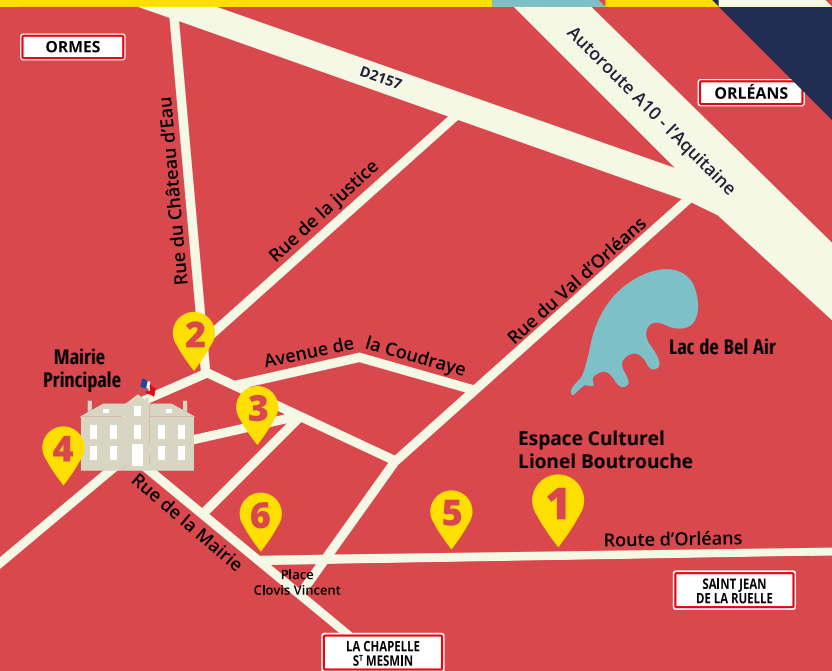 ORMES
D2157
Autoroute A10 - l'Aquitaine
ORLÉANS
Rue du Château d'Eau
Rue de la justice
Rue du Val d'Orléans
2
Avenue de la Coudraye
Lac de Bel Air
Mairie
Principale
3
4
Espace Culturel
Lionel Boutrouche
1
5
6
Rue de la Mairie
Route d'Orléans
Place
Clovis Vincent
SAINT JEAN
DE LA RUELLE
LA CHAPELLE
Sᵀ MESMIN